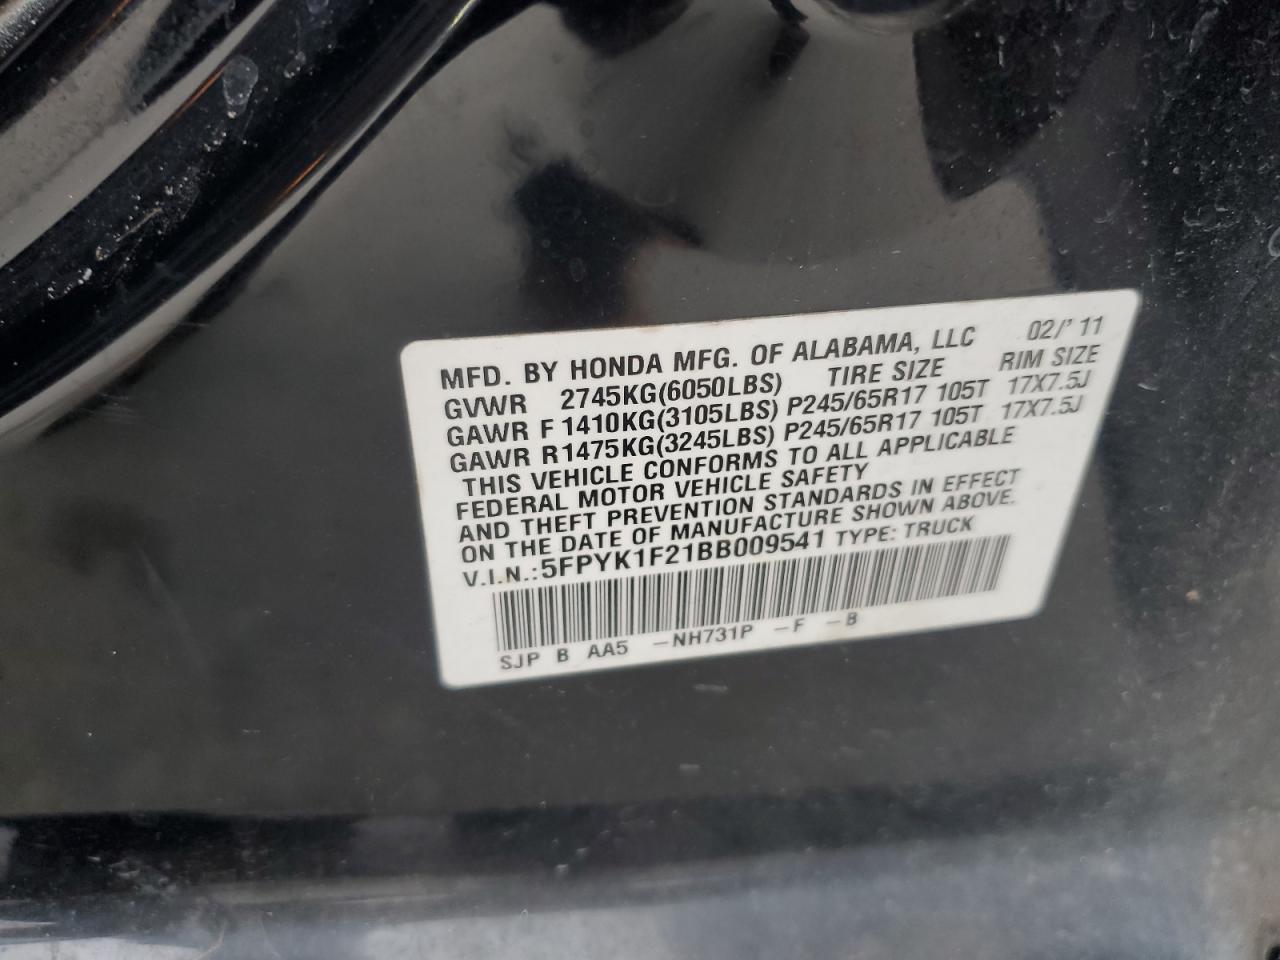 MFD. BY HONDA MFG. OF ALABAMA, LLC 02/' 11
GVWR 2745KG(6050LBS) TIRE SIZE RIM SIZE
GAWR F 1410KG(3105LBS) P245/65R17 105T 17X7.5J
GAWR R1475KG(3245LBS) P245/65R17 105T 17X7.5J
THIS VEHICLE CONFORMS TO ALL APPLICABLE
FEDERAL MOTOR VEHICLE SAFETY
AND THEFT PREVENTION STANDARDS IN EFFECT
ON THE DATE OF MANUFACTURE SHOWN ABOVE.
V.I.N.:5FPYK1F21BB009541 TYPE: TRUCK
SJP B AA5 -NH731P -F -B